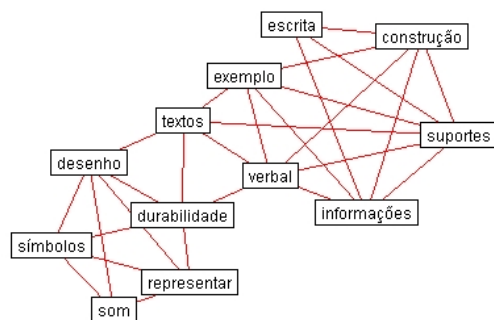 escrita
construção
exemplo
textos
suportes
desenho
verbal
durabilidade
informações
símbolos
representar
som